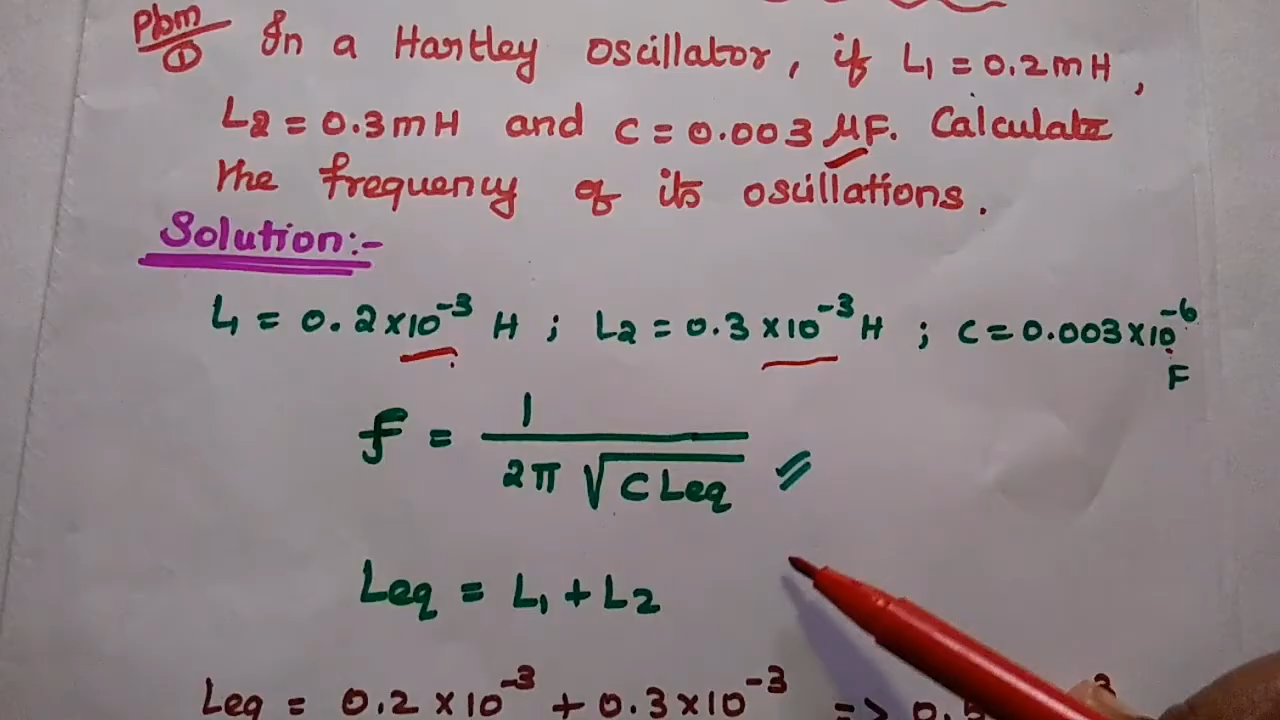 Pbm
1
In a Hartley Oscillator, if L₁ = 0.2mH,
L2 = 0.3mH and C = 0.003 μF. Calculate
the frequency of its oscillations.
Solution:-
L₁ = 0.2×10⁻³ H ; L2 = 0.3×10⁻³ H ; C = 0.003×10⁻⁶
F
f = 1 / 2π √C Leq
Leq = L₁ + L2
Leq = 0.2×10⁻³ + 0.3×10⁻³ =>